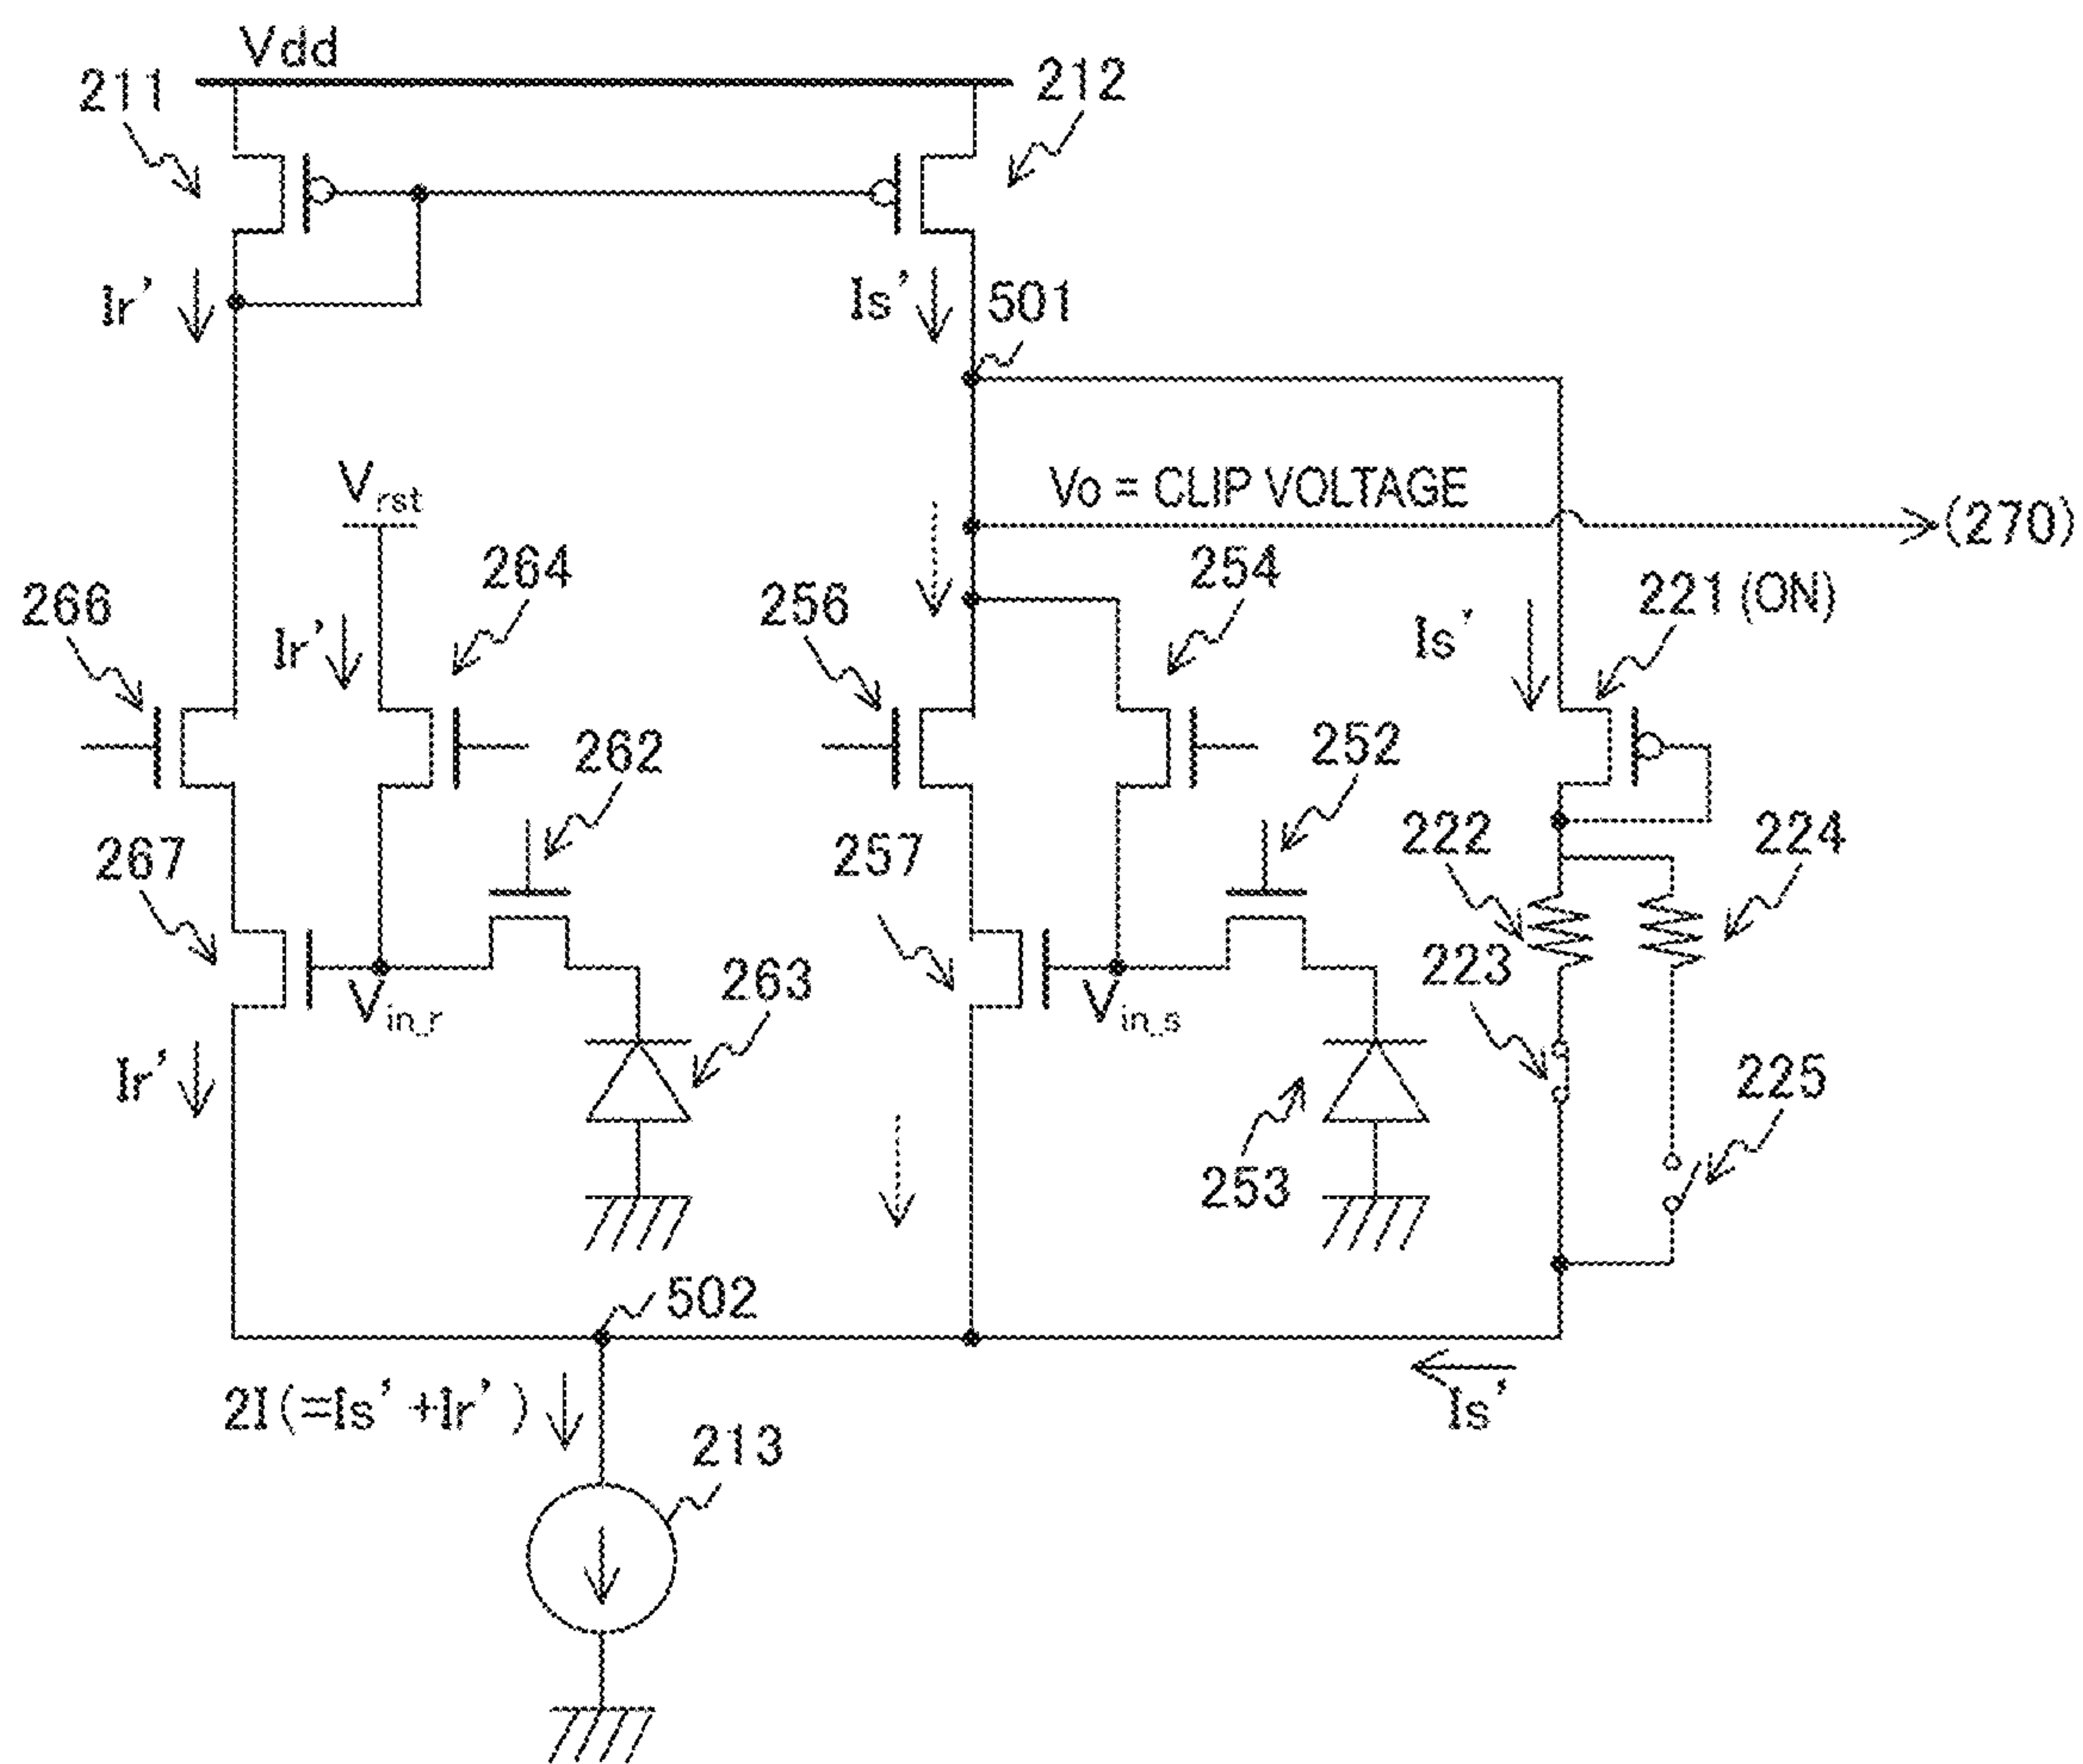 Vdd
211
212
Ir'
Is'
501
Vrst
Vo = CLIP VOLTAGE
(270)
266
Ir'
264
256
254
Is'
221 (ON)
262
252
267
257
222
224
Vin_r
263
Vin_s
223
Ir'
253
225
502
2I(=Is'+Ir')
Is'
213